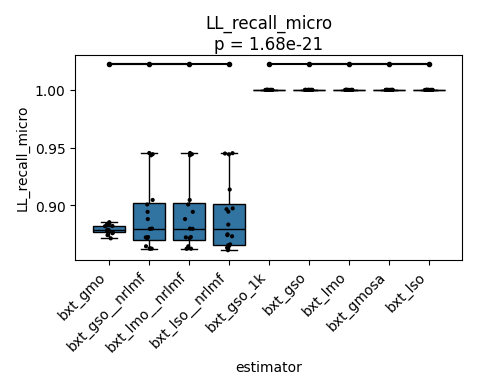 LL_recall_micro
p = 1.68e-21
LL_recall_micro
1.00
0.95
0.90
bxt_gmo
bxt_gso__nrlmf
bxt_lmo__nrlmf
bxt_lso__nrlmf
bxt_gso_1k
bxt_gso
bxt_lmo
bxt_gmosa
bxt_lso
estimator